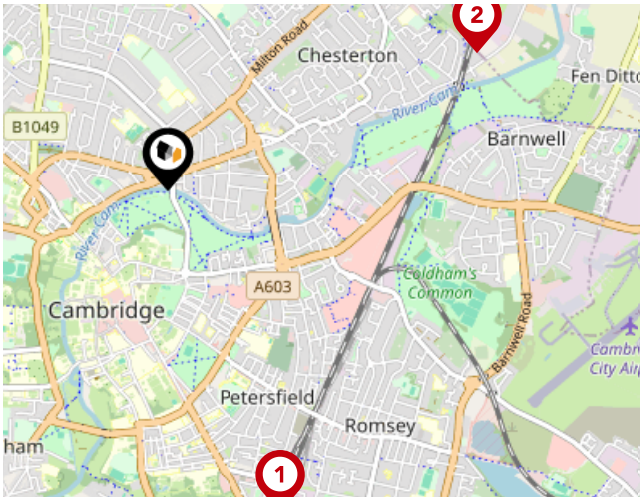 2
Milton Road
Chesterton
Fen Ditto
River Cam
B1049
Barnwell
River Cam
Coldham's
Common
A603
Cambridge
Barnwell Road
Cambr
City Air
Petersfield
Romsey
ham
1